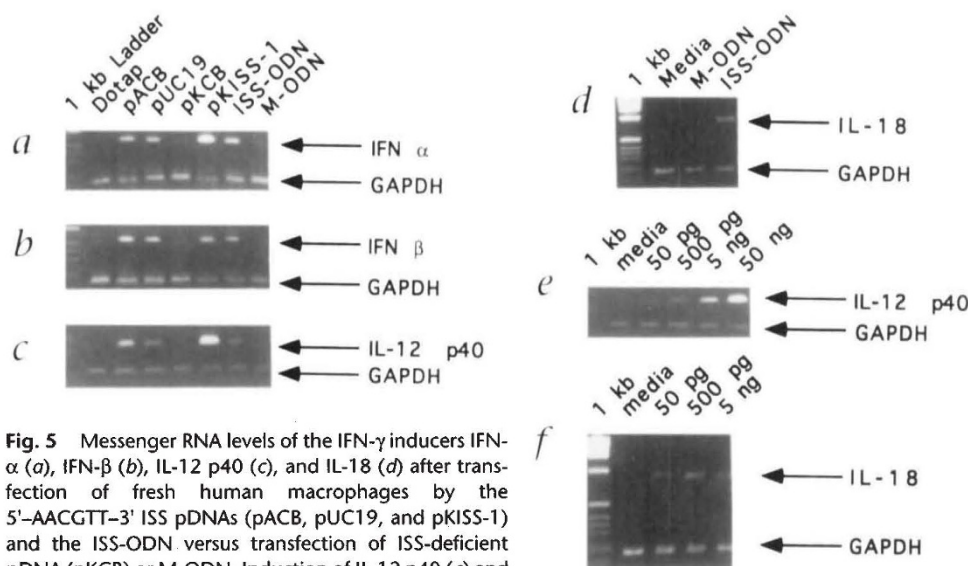 1 kb Ladder
Dotap
pACB
pUC19
pKCB
pKISS-1
ISS-ODN
M-ODN
a
IFN α
GAPDH
b
IFN β
GAPDH
c
IL-12 p40
GAPDH
Fig. 5 Messenger RNA levels of the IFN-γ inducers IFN-
α (a), IFN-β (b), IL-12 p40 (c), and IL-18 (d) after trans-
fection of fresh human macrophages by the
5'–AACGTT–3' ISS pDNAs (pACB, pUC19, and pKISS-1)
and the ISS-ODN versus transfection of ISS-deficient
pDNA (pKCB) or M-ODN. Induction of IL-12 p40 (e) and
1 kb
Media
M-ODN
ISS-ODN
d
IL-18
GAPDH
1 kb
media
50 pg
500 pg
5 ng
50 ng
e
IL-12 p40
GAPDH
1 kb
media
50 pg
500 pg
5 ng
f
IL-18
GAPDH